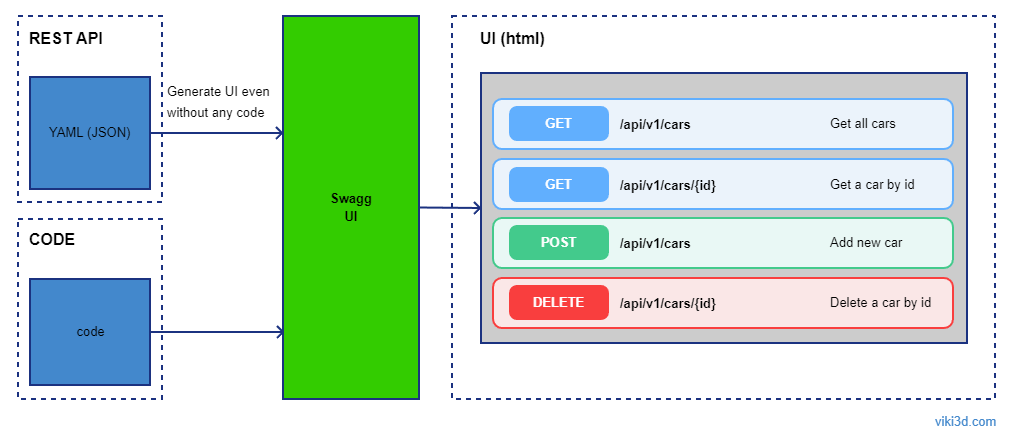 REST API
YAML (JSON)
Generate UI even
without any code
CODE
code
Swagg
UI
UI (html)
GET /api/v1/cars Get all cars
GET /api/v1/cars/{id} Get a car by id
POST /api/v1/cars Add new car
DELETE /api/v1/cars/{id} Delete a car by id
viki3d.com